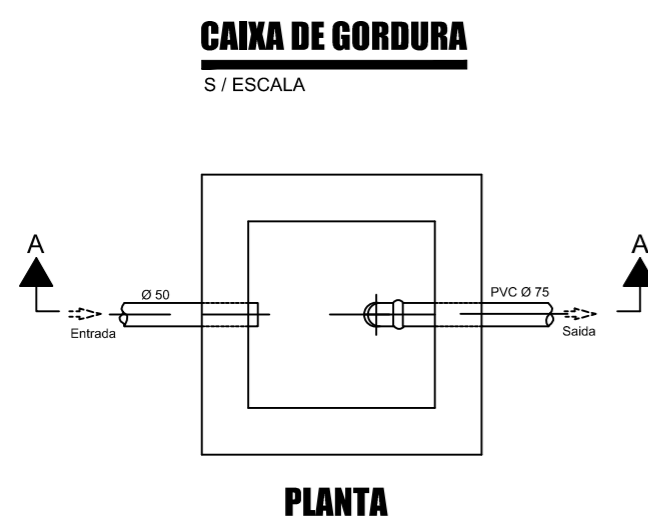 CAIXA DE GORDURA
S / ESCALA
A
A
Ø 50
PVC Ø 75
Entrada
Saida
PLANTA